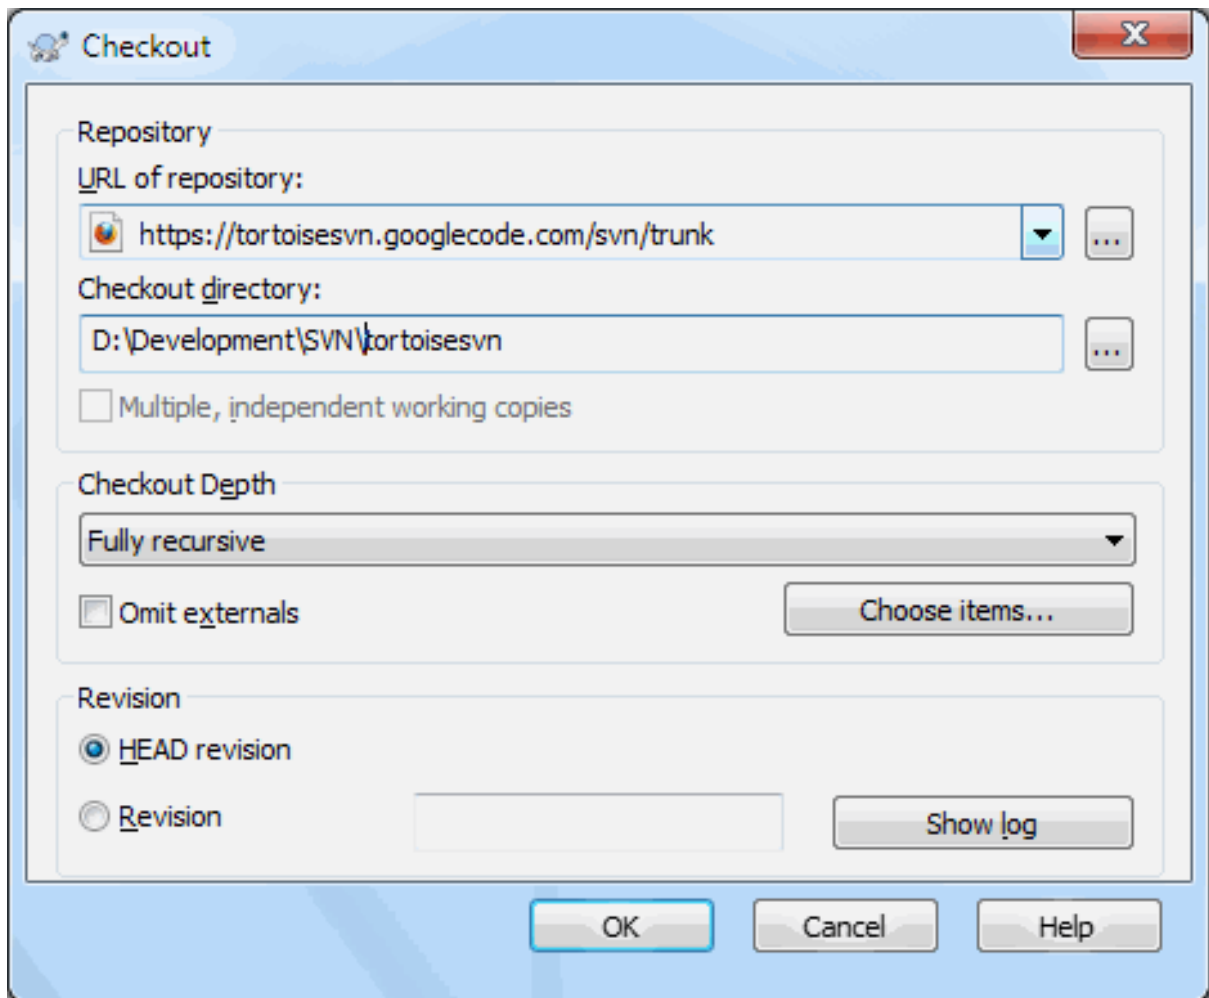 Checkout
Repository
URL of repository:
https://tortoisesvn.googlecode.com/svn/trunk
...
Checkout directory:
D:\Development\SVN\tortoisesvn
...
Multiple, independent working copies
Checkout Depth
Fully recursive
Omit externals
Choose items...
Revision
HEAD revision
Revision
Show log
OK
Cancel
Help